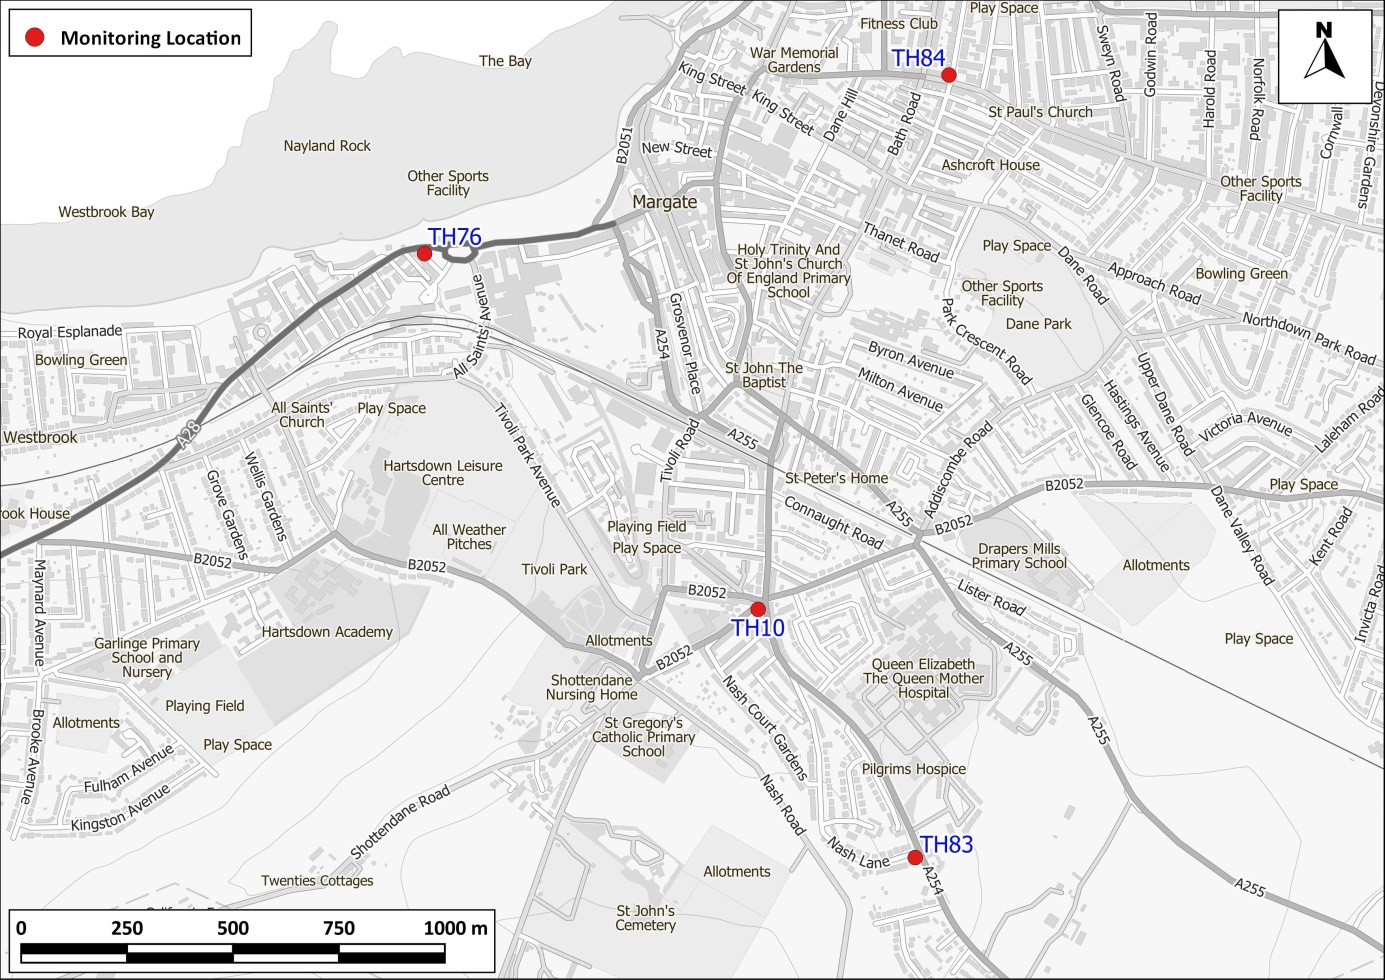 Monitoring Location
N
Play Space
Fitness Club
War Memorial
Gardens
The Bay
TH84
King Street
King Street
Dane Hill
Bath Road
St Paul's Church
Sweyn Road
Godwin Road
Harold Road
Norfolk Road
Cornwall
Devonshire Gardens
Nayland Rock
B2051
New Street
Ashcroft House
Other Sports
Facility
Other Sports
Facility
Westbrook Bay
Margate
TH76
Thanet Road
Play Space
Dane Road
Approach Road
Bowling Green
Holy Trinity And
St John's Church
Of England Primary
School
Other Sports
Facility
Dane Park
Park Crescent Road
Northdown Park Road
Royal Esplanade
Bowling Green
All Saints' Avenue
Grosvenor Place
A254
St John The
Baptist
Byron Avenue
Milton Avenue
Upper Dane Road
Hastings Avenue
Glencoe Road
Victoria Avenue
Laleham Road
All Saints'
Church
Play Space
Westbrook
A28
Tivoli Park Avenue
Tivoli Road
A255
Addiscombe Road
Hartsdown Leisure
Centre
Wellis Gardens
Grove Gardens
St Peter's Home
B2052
Play Space
rook House
All Weather
Pitches
Playing Field
Play Space
Connaught Road
A255
B2052
Dane Valley Road
Kent Road
Invicta Road
B2052
B2052
Tivoli Park
Drapers Mills
Primary School
Allotments
Maynard Avenue
B2052
Lister Road
TH10
Hartsdown Academy
Allotments
Play Space
Garlinge Primary
School and
Nursery
B2052
A255
Queen Elizabeth
The Queen Mother
Hospital
Shottendane
Nursing Home
Playing Field
Nash Court Gardens
Allotments
Brooke Avenue
St Gregory's
Catholic Primary
School
A255
Play Space
Fulham Avenue
Pilgrims Hospice
Kingston Avenue
Shottendane Road
Nash Road
Nash Lane
TH83
A254
Twenties Cottages
Allotments
A255
St John's
Cemetery
0 250 500 750 1000 m